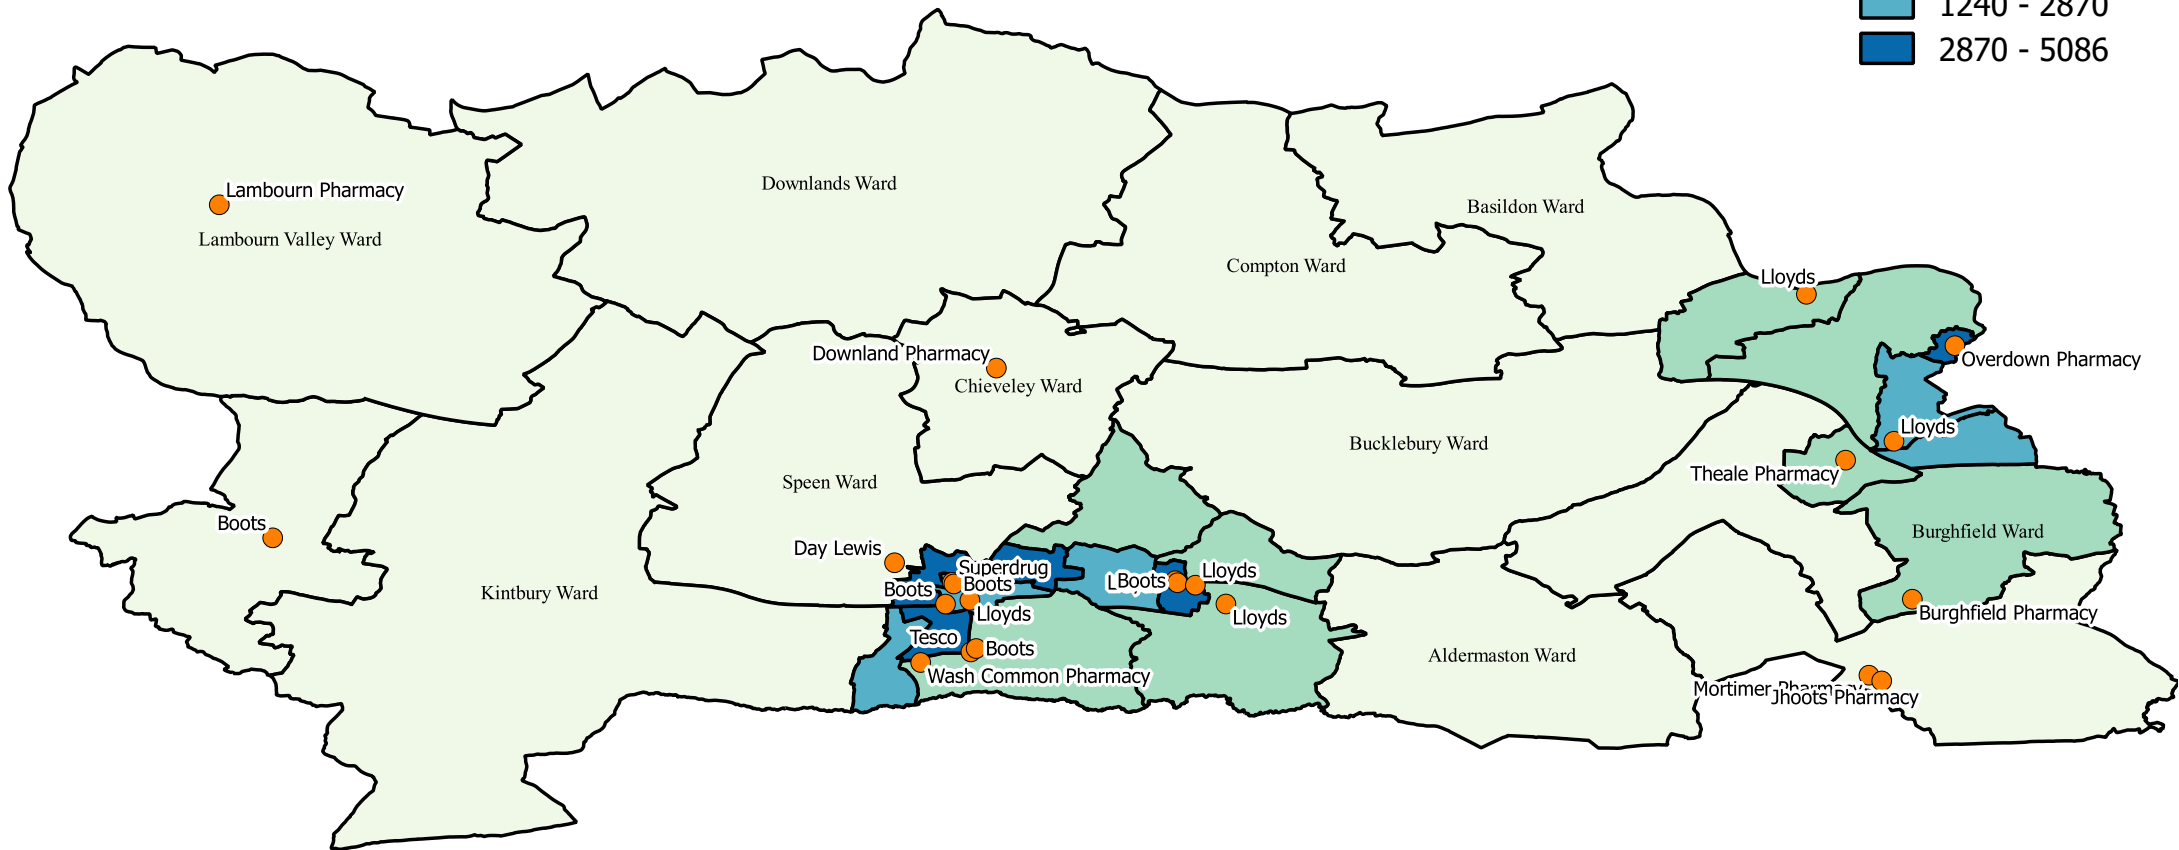 1240 - 2870
2870 - 5086
Lambourn Pharmacy
Downlands Ward
Basildon Ward
Lambourn Valley Ward
Compton Ward
Lloyds
Downland Pharmacy
Overdown Pharmacy
Chieveley Ward
Lloyds
Bucklebury Ward
Theale Pharmacy
Speen Ward
Boots
Burghfield Ward
Day Lewis
Superdrug
Lloyds
Boots
Boots
Boots
Kintbury Ward
Lloyds
Lloyds
Burghfield Pharmacy
Tesco
Boots
Aldermaston Ward
Wash Common Pharmacy
Mortimer Pharmacy
Jhoots Pharmacy